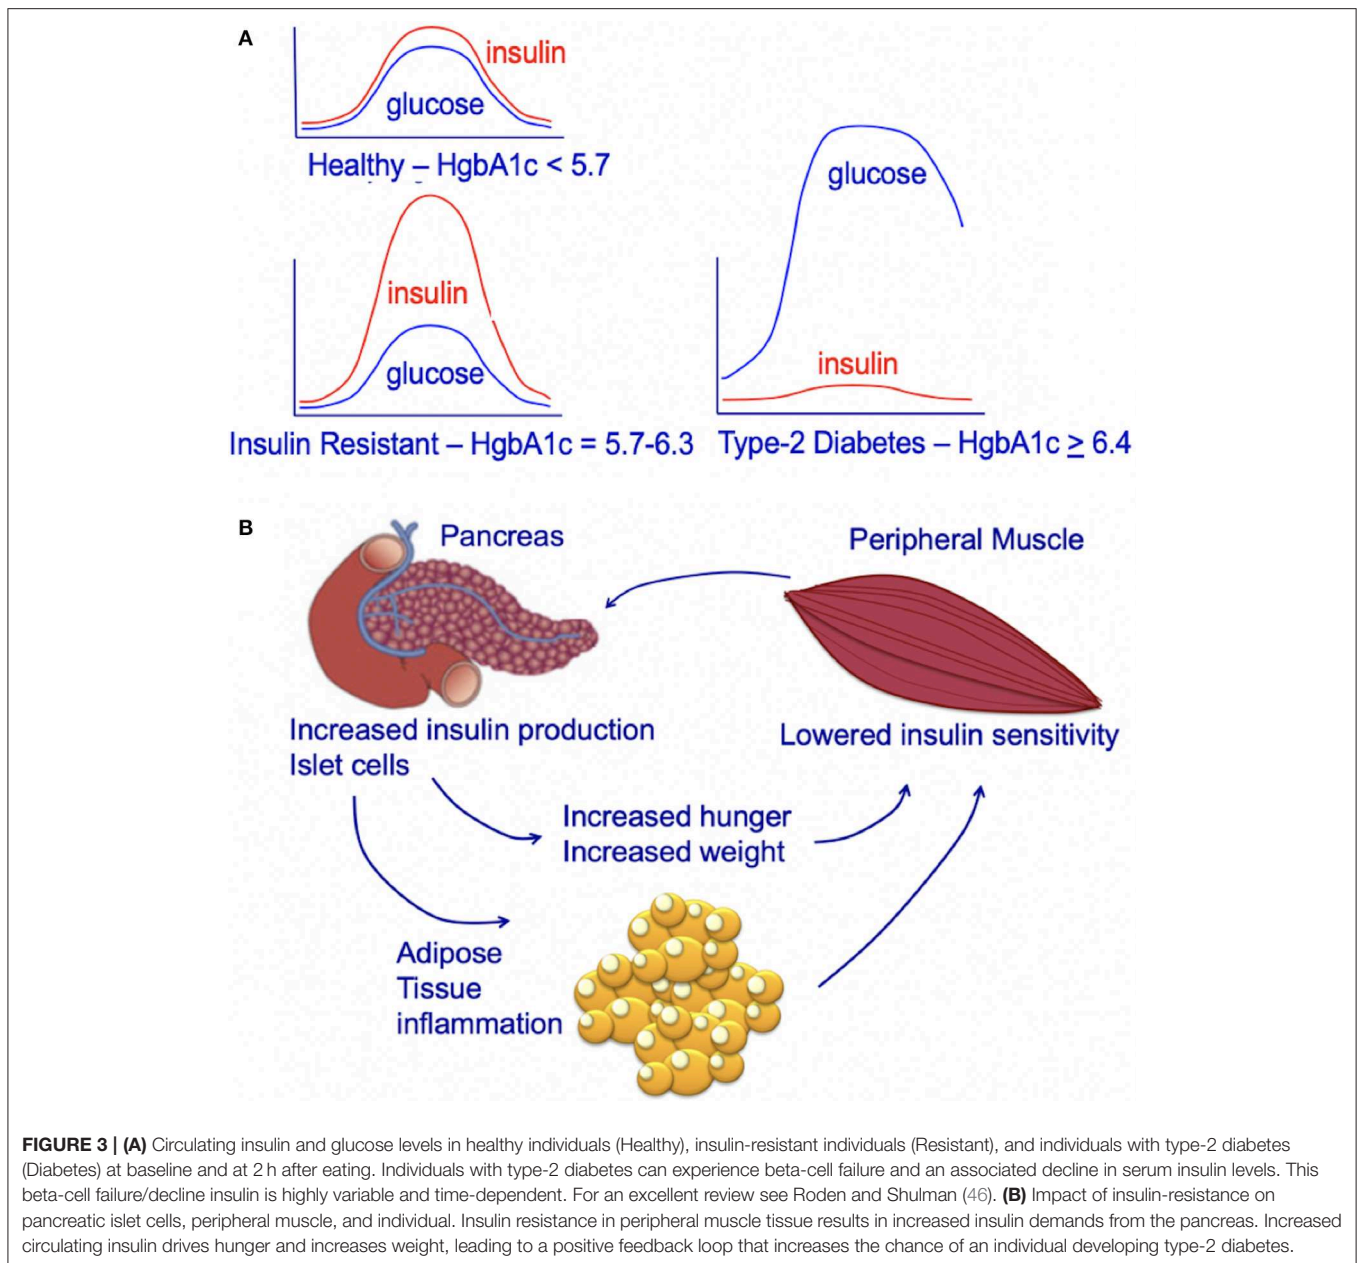 A
insulin
glucose
Healthy – HgbA1c < 5.7
insulin
glucose
Insulin Resistant – HgbA1c = 5.7-6.3
glucose
insulin
Type-2 Diabetes – HgbA1c ≥ 6.4
B
Pancreas
Peripheral Muscle
Increased insulin production
Islet cells
Lowered insulin sensitivity
Increased hunger
Increased weight
Adipose
Tissue
inflammation
FIGURE 3 | (A) Circulating insulin and glucose levels in healthy individuals (Healthy), insulin-resistant individuals (Resistant), and individuals with type-2 diabetes
(Diabetes) at baseline and at 2 h after eating. Individuals with type-2 diabetes can experience beta-cell failure and an associated decline in serum insulin levels. This
beta-cell failure/decline insulin is highly variable and time-dependent. For an excellent review see Roden and Shulman (46). (B) Impact of insulin-resistance on
pancreatic islet cells, peripheral muscle, and individual. Insulin resistance in peripheral muscle tissue results in increased insulin demands from the pancreas. Increased
circulating insulin drives hunger and increases weight, leading to a positive feedback loop that increases the chance of an individual developing type-2 diabetes.